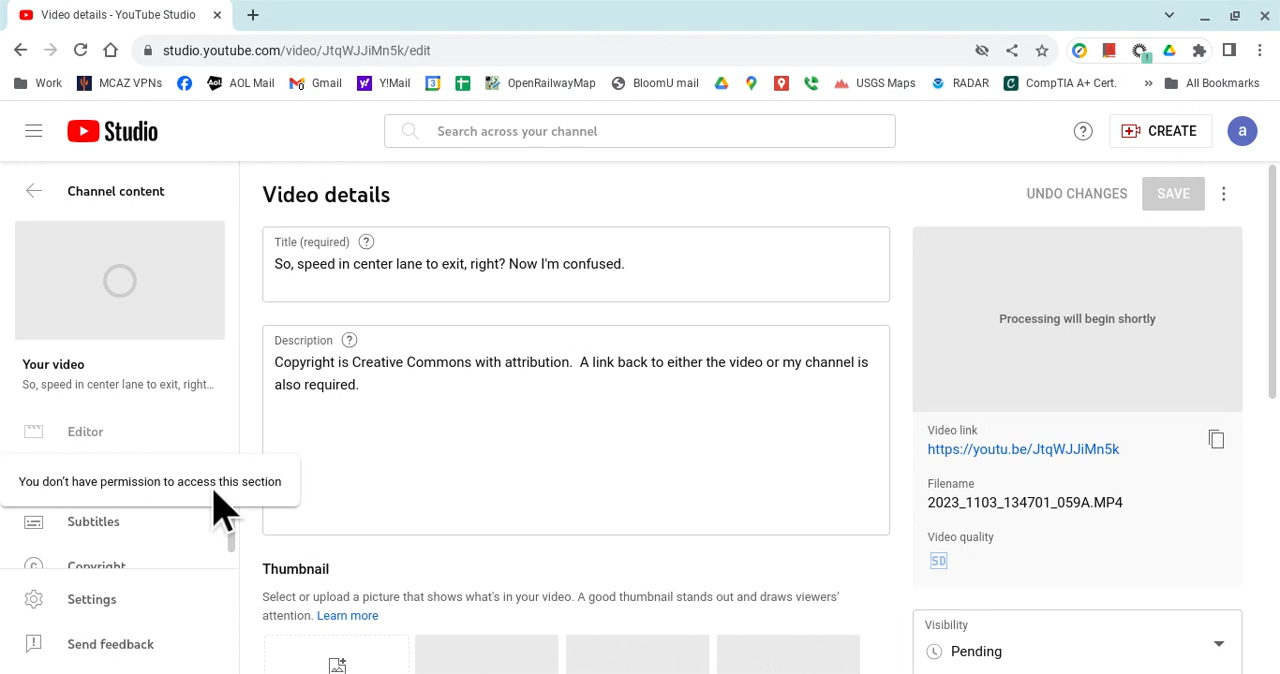 Video details - YouTube Studio
studio.youtube.com/video/JtqWJJiMn5k/edit
Work
MCAZ VPNs
Aol.
AOL Mail
Gmail
Y!Mail
OpenRailwayMap
BloomU mail
USGS Maps
RADAR
CompTIA A+ Cert.
»
All Bookmarks
Studio
Search across your channel
CREATE
a
Channel content
Video details
UNDO CHANGES
SAVE
Title (required)
So, speed in center lane to exit, right? Now I'm confused.
Description
Copyright is Creative Commons with attribution.  A link back to either the video or my channel is
also required.
Processing will begin shortly
Your video
So, speed in center lane to exit, right...
Editor
You don't have permission to access this section
Subtitles
Copyright
Settings
Send feedback
Video link
https://youtu.be/JtqWJJiMn5k
Filename
2023_1103_134701_059A.MP4
Video quality
SD
Thumbnail
Select or upload a picture that shows what's in your video. A good thumbnail stands out and draws viewers'
attention. Learn more
Visibility
Pending